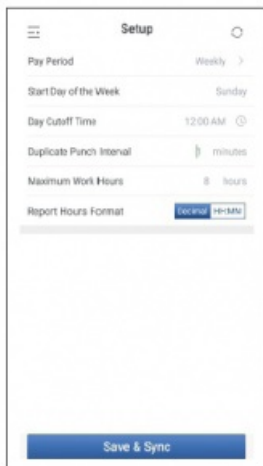 Setup
Pay Period Weekly >
Start Day of the Week Sunday
Day Cutoff Time 12:00 AM
Duplicate Punch Interval minutes
Maximum Work Hours 8 hours
Report Hours Format Decimal HH:MM
Save & Sync